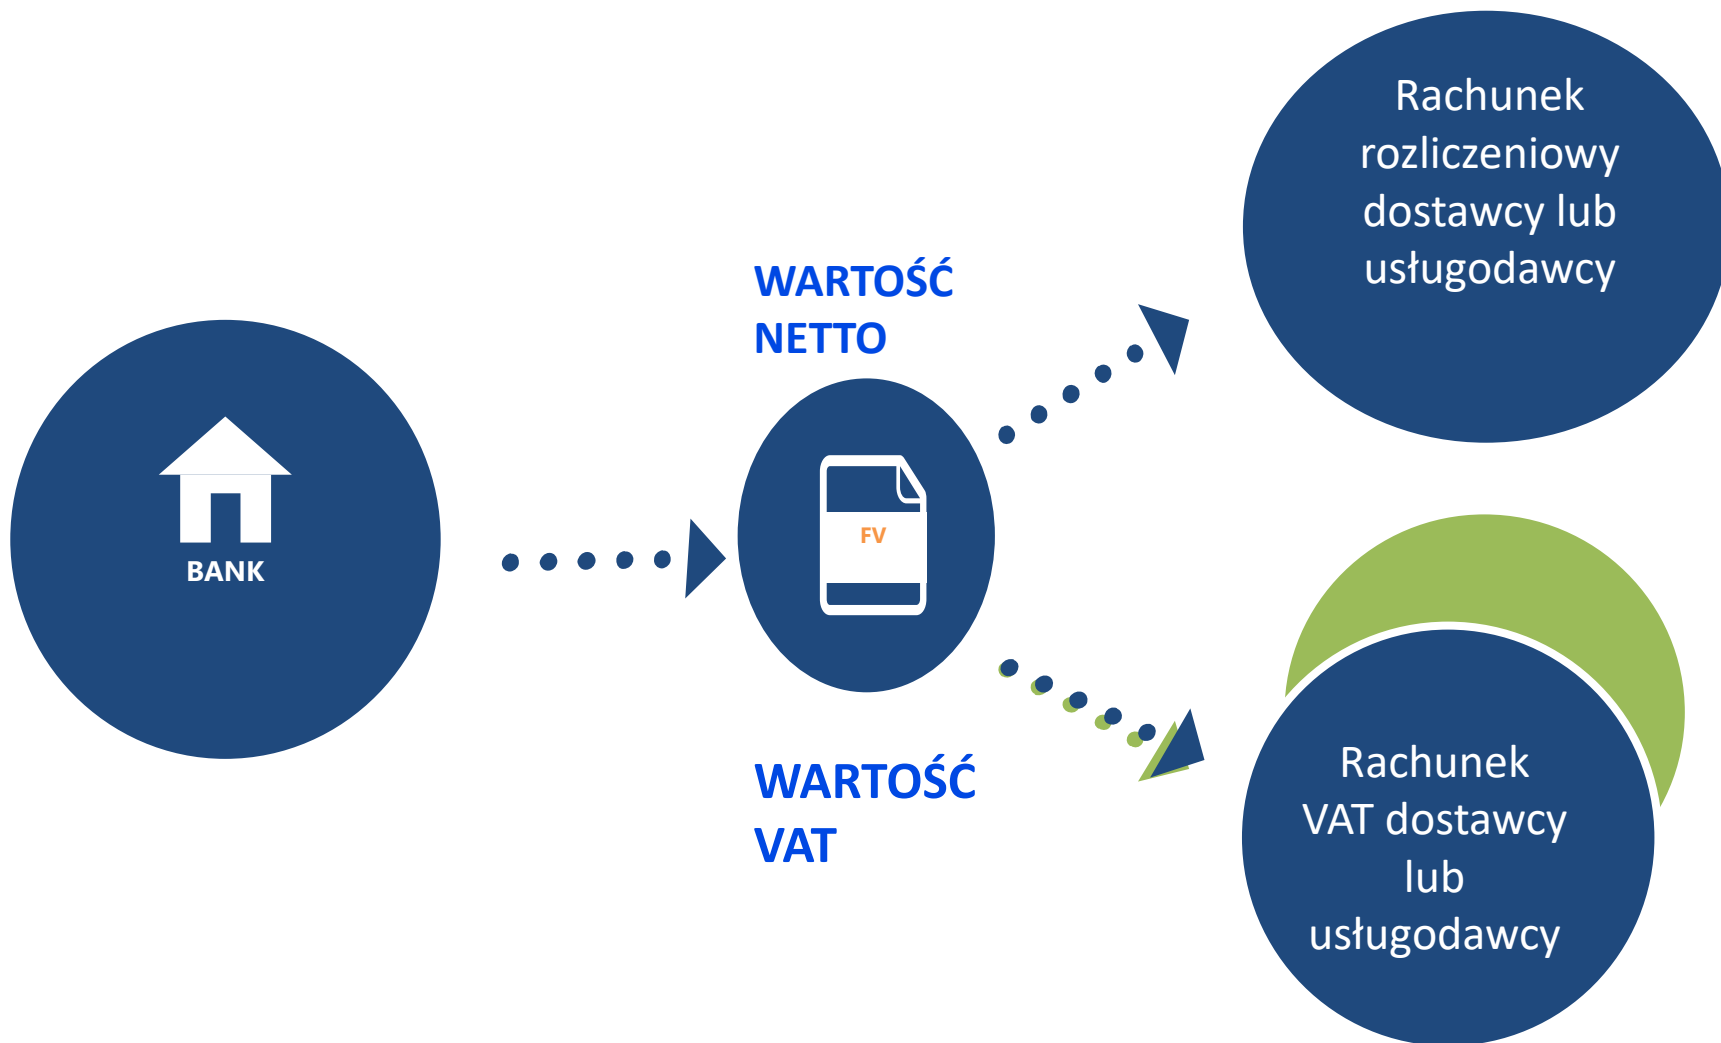 BANK
WARTOŚĆ
NETTO
FV
WARTOŚĆ
VAT
Rachunek
rozliczeniowy
dostawcy lub
usługodawcy
Rachunek
VAT dostawcy
lub
usługodawcy